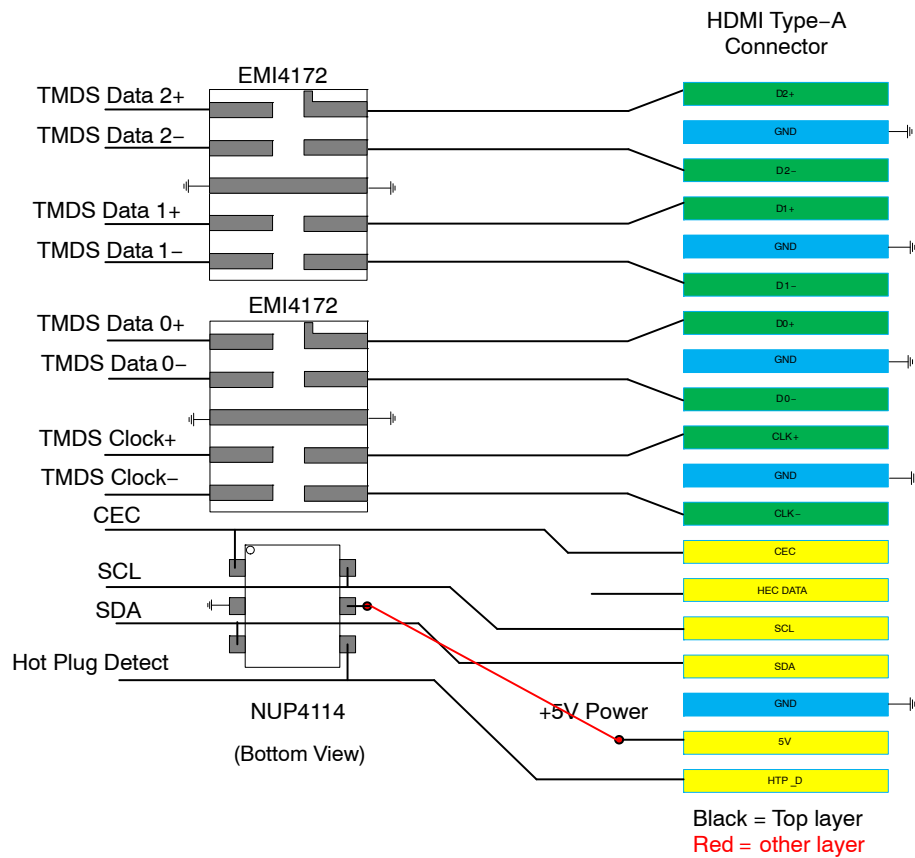 HDMI Type−A
Connector
EMI4172
TMDS Data 2+
TMDS Data 2−
TMDS Data 1+
TMDS Data 1−
EMI4172
TMDS Data 0+
TMDS Data 0−
TMDS Clock+
TMDS Clock−
CEC
SCL
SDA
Hot Plug Detect
NUP4114
(Bottom View)
+5V Power
D2+
GND
D2−
D1+
GND
D1−
D0+
GND
D0−
CLK+
GND
CLK−
CEC
HEC DATA
SCL
SDA
GND
5V
HTP_D
Black = Top layer
Red = other layer